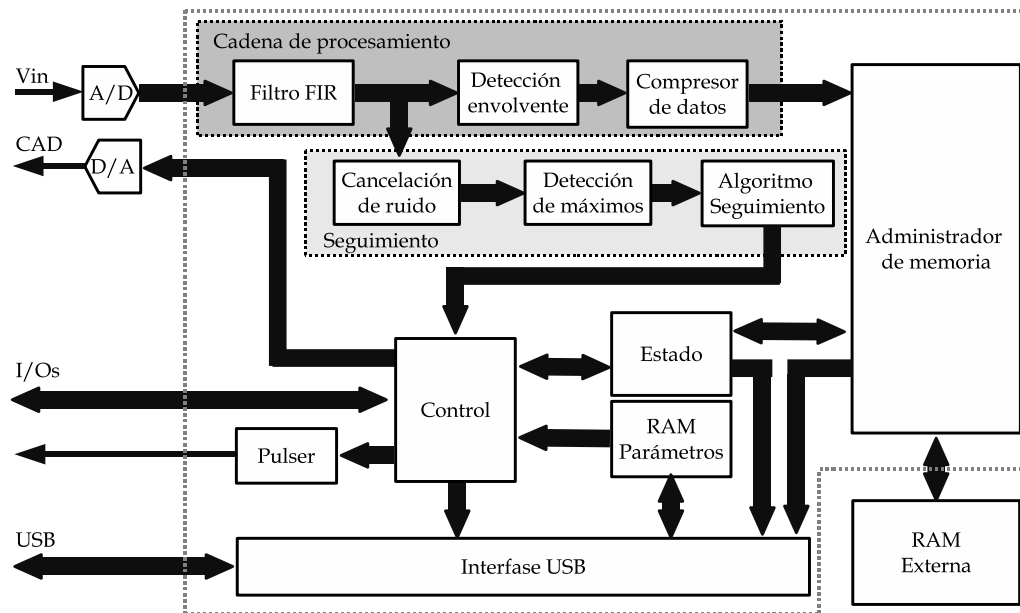 Cadena de procesamiento
Vin
A/D
Filtro FIR
Detección
envolvente
Compresor
de datos
CAD
D/A
Cancelación
de ruido
Detección
de máximos
Algoritmo
Seguimiento
Seguimiento
Administrador
de memoria
Estado
I/Os
Control
RAM
Parámetros
Pulser
USB
Interfase USB
RAM
Externa